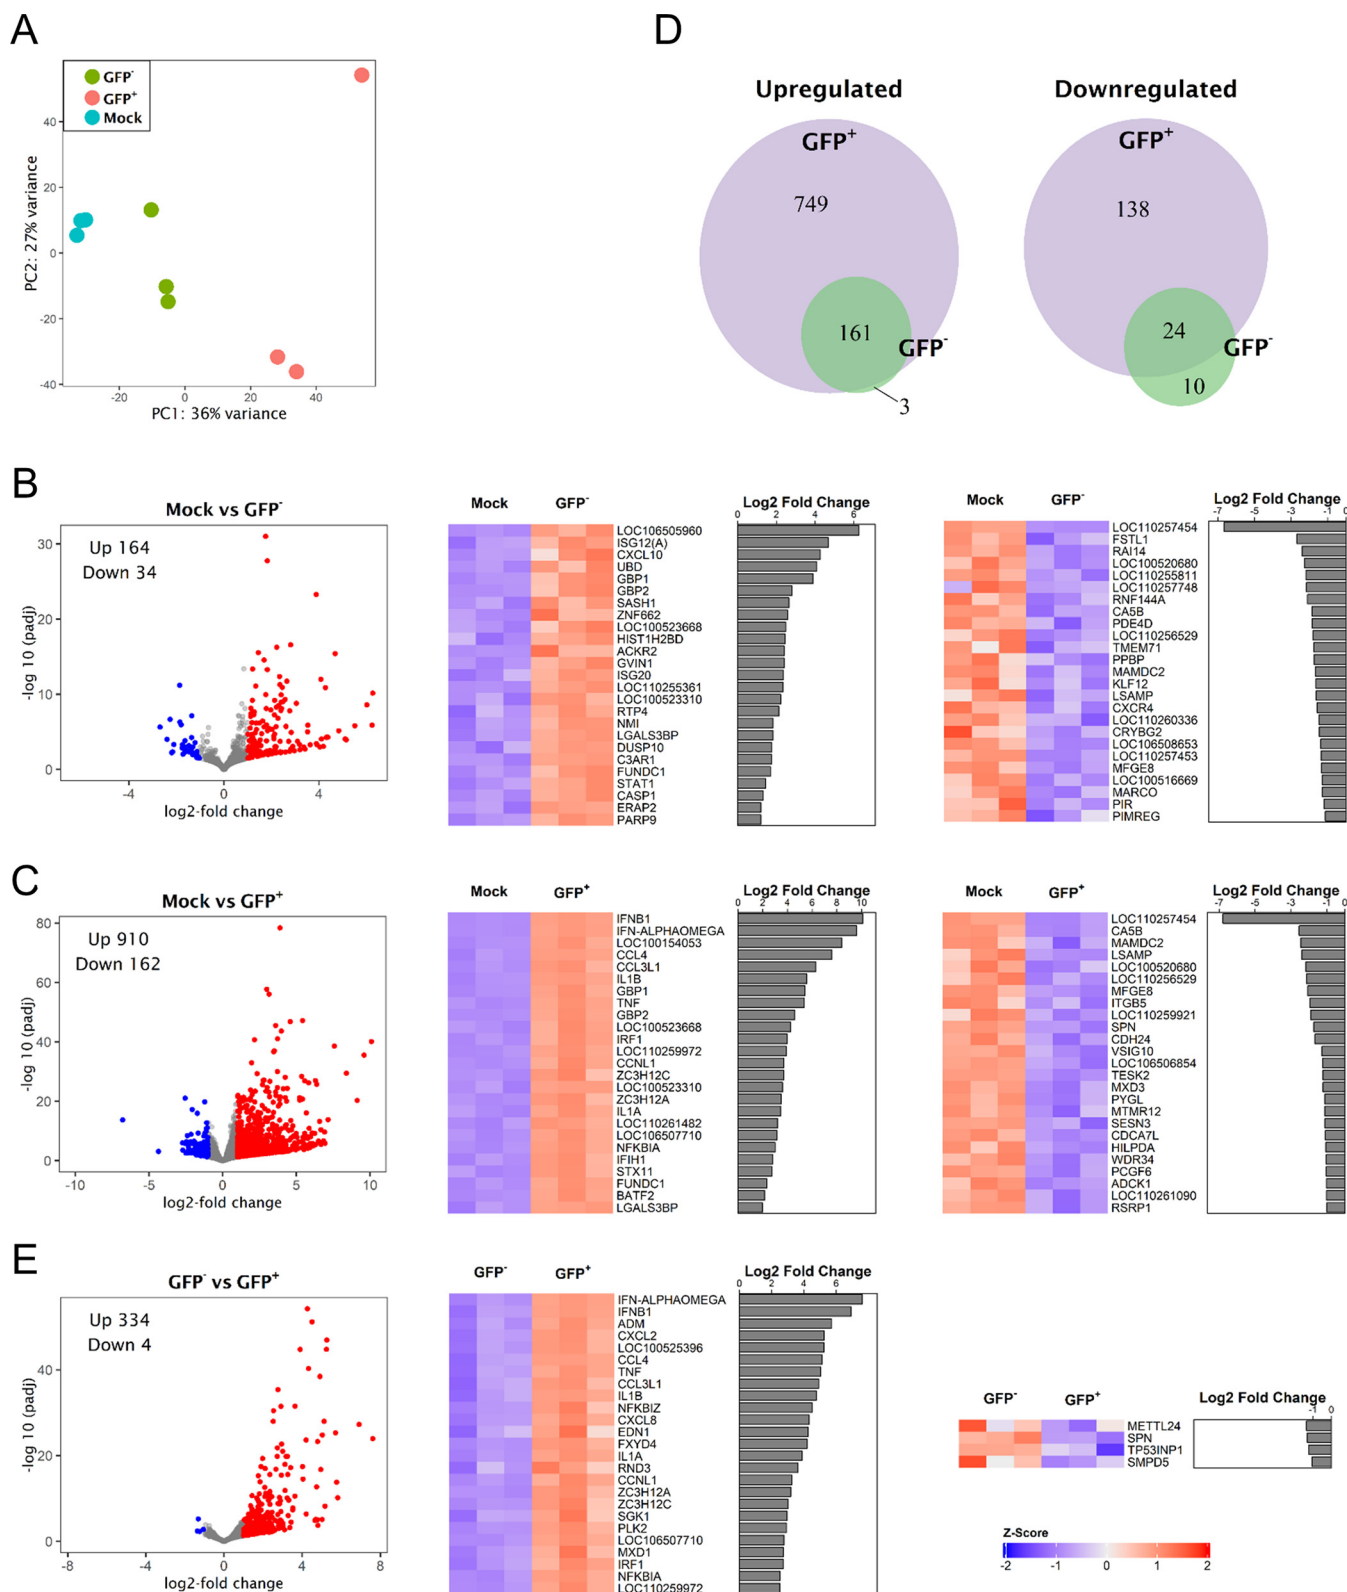 A
GFP-
GFP+
Mock
PC2: 27% variance
40
20
0
-20
-40
-20
0
20
40
PC1: 36% variance
D
Upregulated
Downregulated
GFP+
749
161
GFP-
3
GFP+
138
24
GFP-
10
B
Mock vs GFP-
Up 164
Down 34
-log 10 (padj)
30
20
10
0
-4
0
4
log2-fold change
Mock
GFP-
LOC106505960
ISG12(A)
CXCL10
UBD
GBP1
GBP2
SASH1
ZNF662
LOC100523668
HIST1H2BD
ACKR2
GVIN1
ISG20
LOC110255361
LOC100523310
RTP4
NMI
LGALS3BP
DUSP10
C3AR1
FUNDC1
STAT1
CASP1
ERAP2
PARP9
Log2 Fold Change
0 2 4 6
Mock
GFP-
LOC110257454
FSTL1
RAI14
LOC100520680
LOC110255811
LOC110257748
RNF144A
CA5B
PDE4D
LOC110256529
TMEM71
PPBP
MAMDC2
KLF12
LSAMP
CXCR4
LOC110260336
CRYBG2
LOC106508653
LOC110257453
MFGE8
LOC100516669
MARCO
PIR
PIMREG
Log2 Fold Change
-7 -5 -3 -1 0
C
Mock vs GFP+
Up 910
Down 162
-log 10 (padj)
80
60
40
20
0
-10
-5
0
5
10
log2-fold change
Mock
GFP+
IFNB1
IFN-ALPHAOMEGA
LOC100154053
CCL4
CCL3L1
IL1B
GBP1
TNF
GBP2
LOC100523668
IRF1
LOC110259972
CCNL1
ZC3H12C
LOC100523310
ZC3H12A
IL1A
LOC110261482
LOC106507710
NFKBIA
IFIH1
STX11
FUNDC1
BATF2
LGALS3BP
Log2 Fold Change
0 2 4 6 8 10
Mock
GFP+
LOC110257454
CA5B
MAMDC2
LSAMP
LOC100520680
LOC110256529
MFGE8
ITGB5
LOC110259921
SPN
CDH24
VSIG10
LOC106506854
TESK2
MXD3
PYGL
MTMR12
SESN3
CDCA7L
HILPDA
WDR34
PCGF6
ADCK1
LOC110261090
RSRP1
Log2 Fold Change
-7 -5 -3 -1 0
E
GFP- vs GFP+
Up 334
Down 4
-log 10 (padj)
40
20
0
-8
-4
0
4
8
log2-fold change
GFP-
GFP+
IFN-ALPHAOMEGA
IFNB1
ADM
CXCL2
LOC100525396
CCL4
TNF
CCL3L1
IL1B
NFKBIZ
CXCL8
EDN1
FXYD4
IL1A
RND3
CCNL1
ZC3H12A
ZC3H12C
SGK1
PLK2
LOC106507710
MXD1
IRF1
NFKBIA
LOC110259972
Log2 Fold Change
0 2 4 6
GFP-
GFP+
METTL24
SPN
TP53INP1
SMPD5
Log2 Fold Change
-1 0
Z-Score
-2 -1 0 1 2